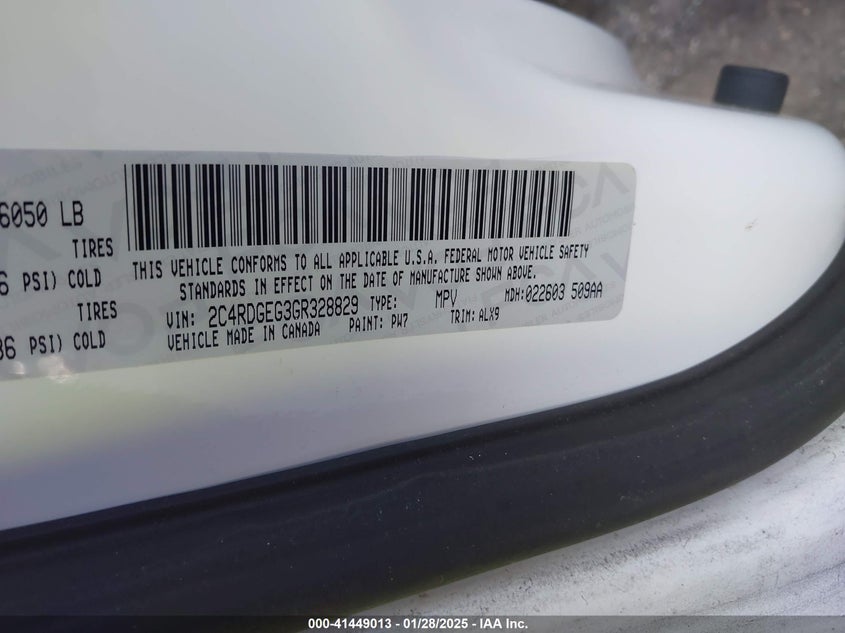 6050 LB
TIRES
6 PSI) COLD
TIRES
36 PSI) COLD
THIS VEHICLE CONFORMS TO ALL APPLICABLE U.S.A. FEDERAL MOTOR VEHICLE SAFETY
STANDARDS IN EFFECT ON THE DATE OF MANUFACTURE SHOWN ABOVE.
VIN: 2C4RDGEG3GR328829 TYPE: MPV MDH:022603 509AA
VEHICLE MADE IN CANADA PAINT: PW7 TRIM: ALX9
000-41449013 - 01/28/2025 - IAA Inc.